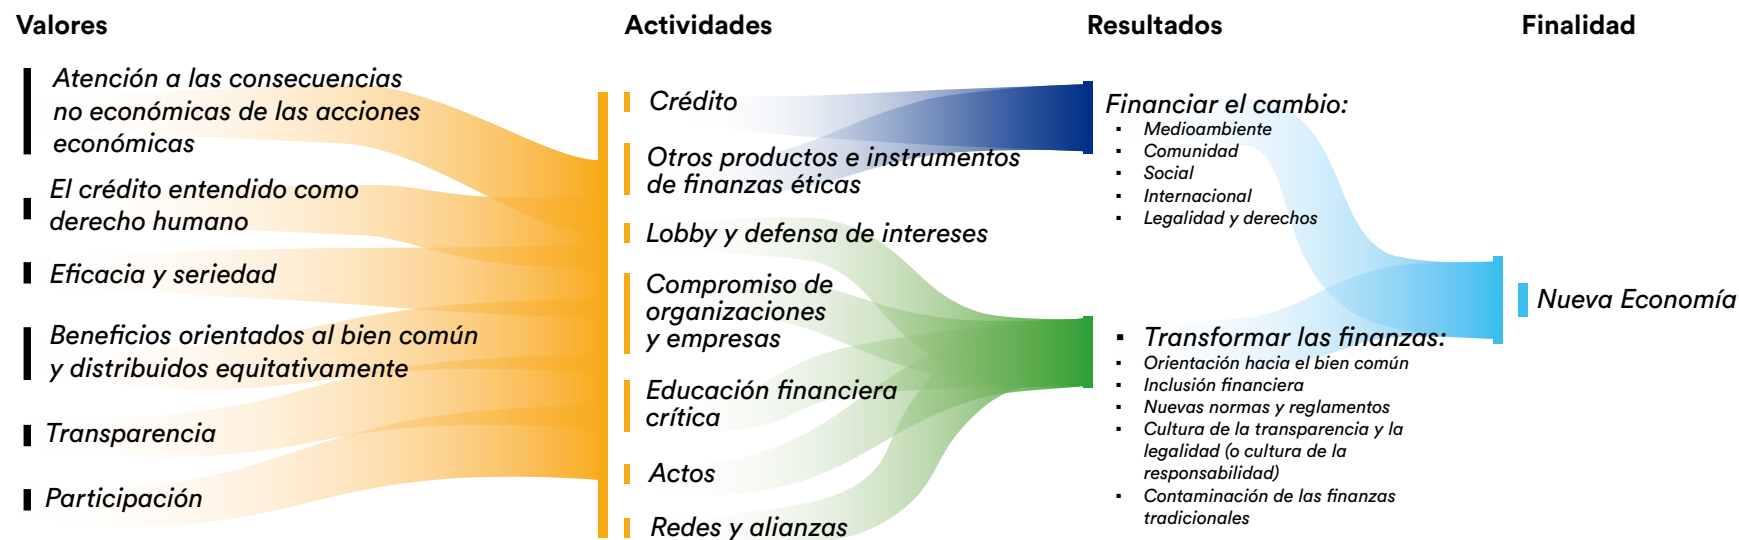 Valores
Atención a las consecuencias
no económicas de las acciones
económicas
El crédito entendido como
derecho humano
Eficacia y seriedad
Beneficios orientados al bien común
y distribuidos equitativamente
Transparencia
Participación
Actividades
Crédito
Otros productos e instrumentos
de finanzas éticas
Lobby y defensa de intereses
Compromiso de
organizaciones
y empresas
Educación financiera
crítica
Actos
Redes y alianzas
Resultados
Financiar el cambio:
▪ Medioambiente
▪ Comunidad
▪ Social
▪ Internacional
▪ Legalidad y derechos
▪ Transformar las finanzas:
▪ Orientación hacia el bien común
▪ Inclusión financiera
▪ Nuevas normas y reglamentos
▪ Cultura de la transparencia y la
legalidad (o cultura de la
responsabilidad)
▪ Contaminación de las finanzas
tradicionales
Finalidad
Nueva Economía